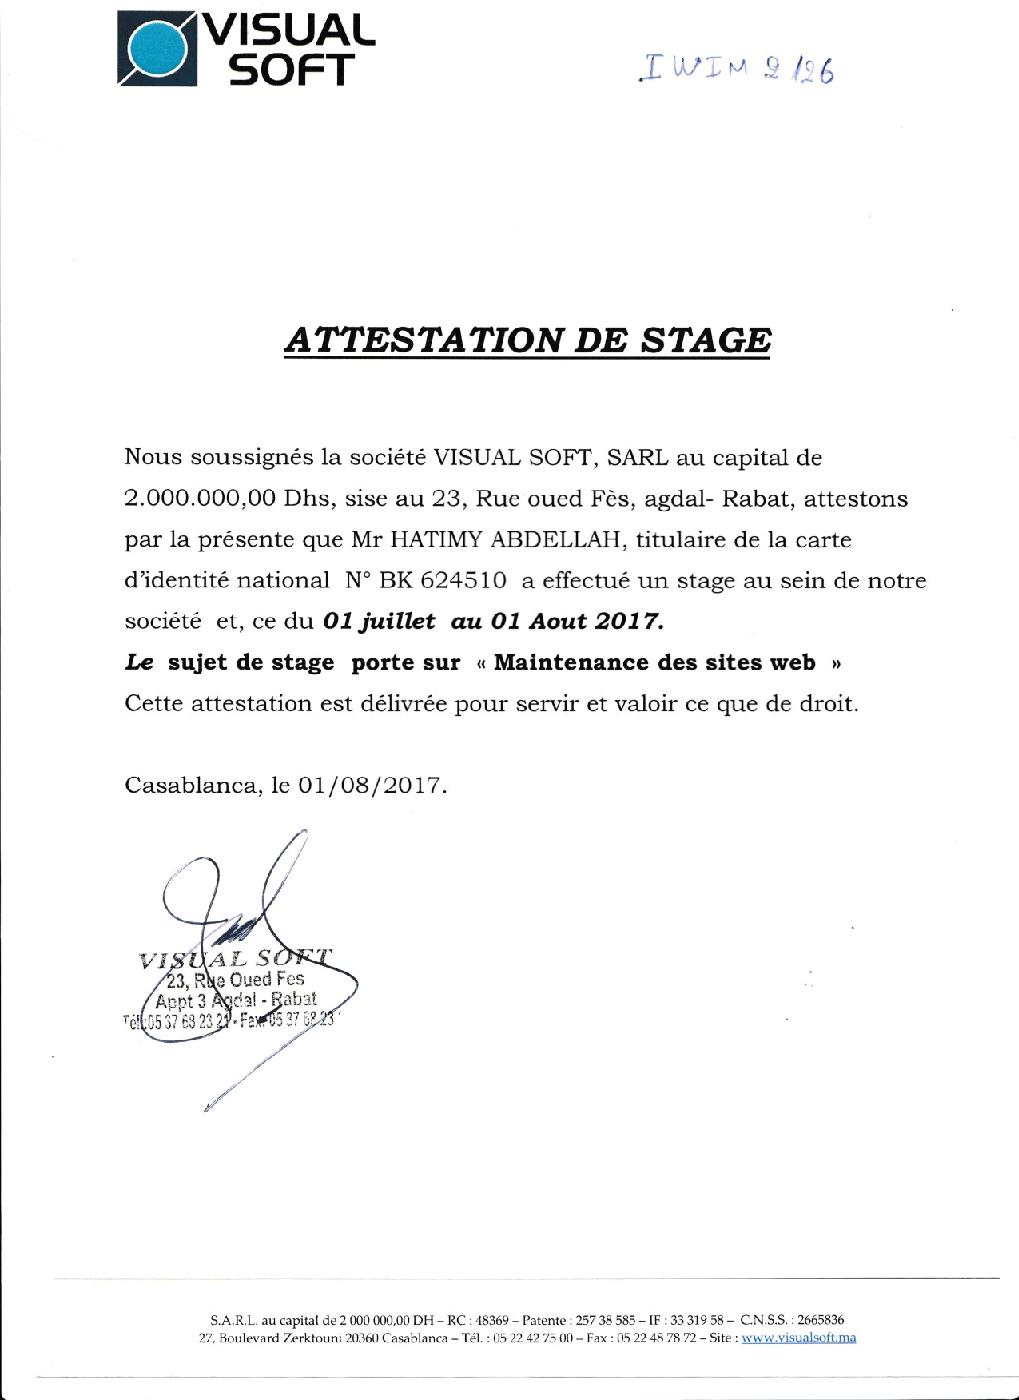 VISUAL
SOFT
IWIM 2/26
ATTESTATION DE STAGE
Nous soussignés la société VISUAL SOFT, SARL au capital de
2.000.000,00 Dhs, sise au 23, Rue oued Fès, agdal- Rabat, attestons
par la présente que Mr HATIMY ABDELLAH, titulaire de la carte
d'identité national N° BK 624510 a effectué un stage au sein de notre
société et, ce du 01 juillet au 01 Aout 2017.
Le sujet de stage porte sur « Maintenance des sites web »
Cette attestation est délivrée pour servir et valoir ce que de droit.
Casablanca, le 01/08/2017.
VISUAL SOFT
23, Rue Oued Fes
Appt 3 Agdal - Rabat
Tél: 05 37 68 23 21 - Fax: 05 37 68 23
S.A.R.L. au capital de 2 000 000,00 DH – RC : 48369 – Patente : 257 38 585 – IF : 33 319 58 – C.N.S.S. : 2665836
27, Boulevard Zerktouni 20360 Casablanca – Tél. : 05 22 42 75 00 – Fax : 05 22 48 78 72 – Site : www.visualsoft.ma